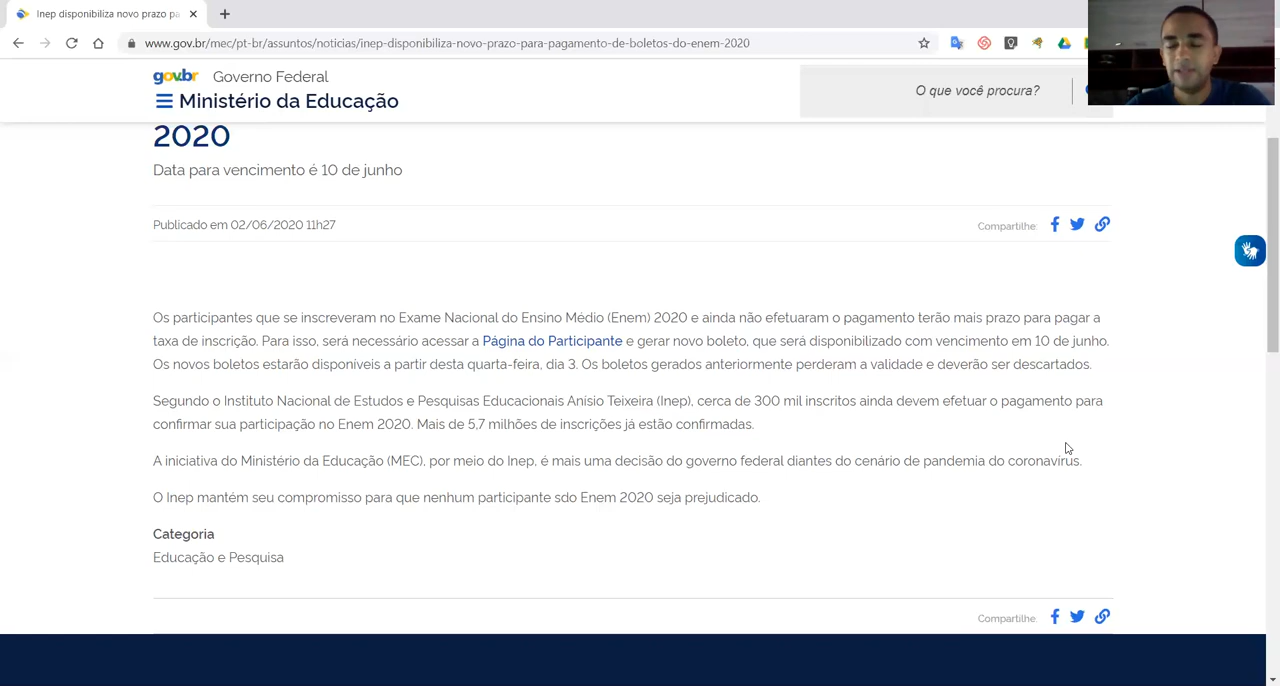 Inep disponibiliza novo prazo pa
www.gov.br/mec/pt-br/assuntos/noticias/inep-disponibiliza-novo-prazo-para-pagamento-de-boletos-do-enem-2020
gov.br Governo Federal
Ministério da Educação
O que você procura?
2020
Data para vencimento é 10 de junho
Publicado em 02/06/2020 11h27
Compartilhe:
Os participantes que se inscreveram no Exame Nacional do Ensino Médio (Enem) 2020 e ainda não efetuaram o pagamento terão mais prazo para pagar a
taxa de inscrição. Para isso, será necessário acessar a Página do Participante e gerar novo boleto, que será disponibilizado com vencimento em 10 de junho.
Os novos boletos estarão disponíveis a partir desta quarta-feira, dia 3. Os boletos gerados anteriormente perderam a validade e deverão ser descartados.
Segundo o Instituto Nacional de Estudos e Pesquisas Educacionais Anísio Teixeira (Inep), cerca de 300 mil inscritos ainda devem efetuar o pagamento para
confirmar sua participação no Enem 2020. Mais de 5,7 milhões de inscrições já estão confirmadas.
A iniciativa do Ministério da Educação (MEC), por meio do Inep, é mais uma decisão do governo federal diantes do cenário de pandemia do coronavírus.
O Inep mantém seu compromisso para que nenhum participante sdo Enem 2020 seja prejudicado.
Categoria
Educação e Pesquisa
Compartilhe: